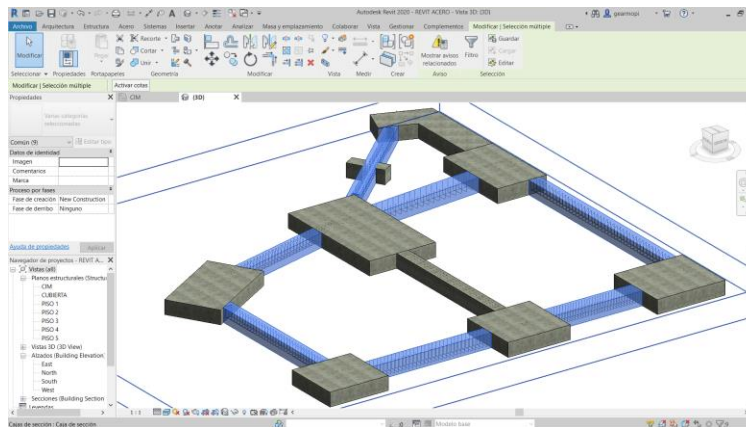 Autodesk Revit 2020 - REVIT ACERO - Vista 3D: DD1
gearmopi
Archivo Arquitectura Estructura Acero Sistemas Insertar Anotar Analizar Masa y emplazamiento Colaborar Vista Gestionar Complementos Modificar | Selección múltiple
Modificar
Pegar
Recorte
Cortar
Unir
Mostrar avisos
relacionados
Filtro
Guardar
Cargar
Editar
Seleccionar Propiedades Portapapeles Geometría Modificar Vista Medir Crear Aviso Selección
Modificar | Selección múltiple Activar cotas
Propiedades
CIM
(3D)
Varias categorías
seleccionadas
Común (9) Editar tipo
Datos de identidad
Imagen
Comentarios
Marca
Proceso por fases
Fase de creación New Construction
Fase de derribo Ninguno
Ayuda de propiedades Aplicar
Navegador de proyectos - REVIT A...
Vistas (all)
Planos estructurales (Structu
CIM
CUBIERTA
PISO 1
PISO 2
PISO 3
PISO 4
PISO 5
Vistas 3D (3D View)
Alzados (Building Elevation
East
North
South
West
Secciones (Building Section
Leyendas
1:1
Cajas de sección : Caja de sección
Modelo base